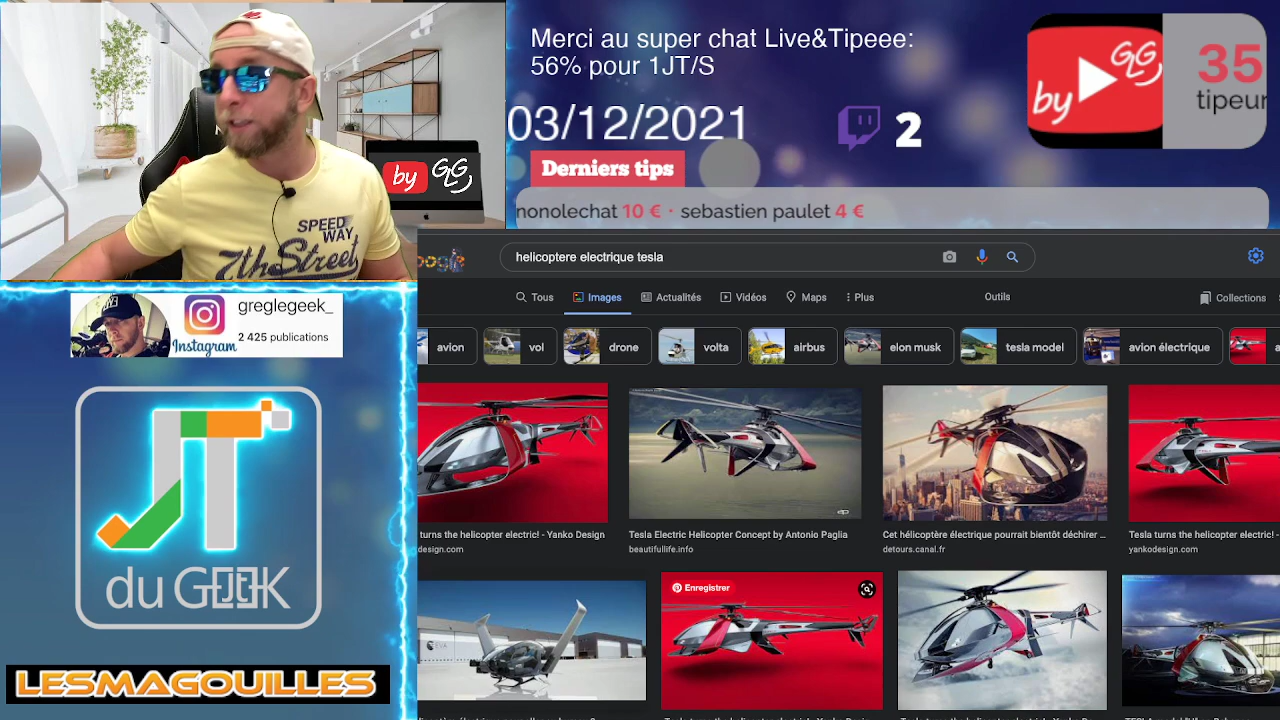 Merci au super chat Live&Tipeee:
56% pour 1JT/S
03/12/2021
2
by GLG
35
tipeur
Derniers tips
nonolechat 10 € · sebastien paulet 4 €
by GLG
SPEED
WAY
7th Street
greglegeek_
Instagram
2 425 publications
JT
du GEEK
LESMAGOUILLES
oogle
helicoptere electrique tesla
Tous Images Actualités Vidéos Maps Plus Outils Collections
avion vol drone volta airbus elon musk tesla model avion électrique a
turns the helicopter electric! - Yanko Design
design.com
Tesla Electric Helicopter Concept by Antonio Paglia
beautifullife.info
Cet hélicoptère électrique pourrait bientôt déchirer ...
detours.canal.fr
Tesla turns the helicopter electric! -
yankodesign.com
Enregistrer